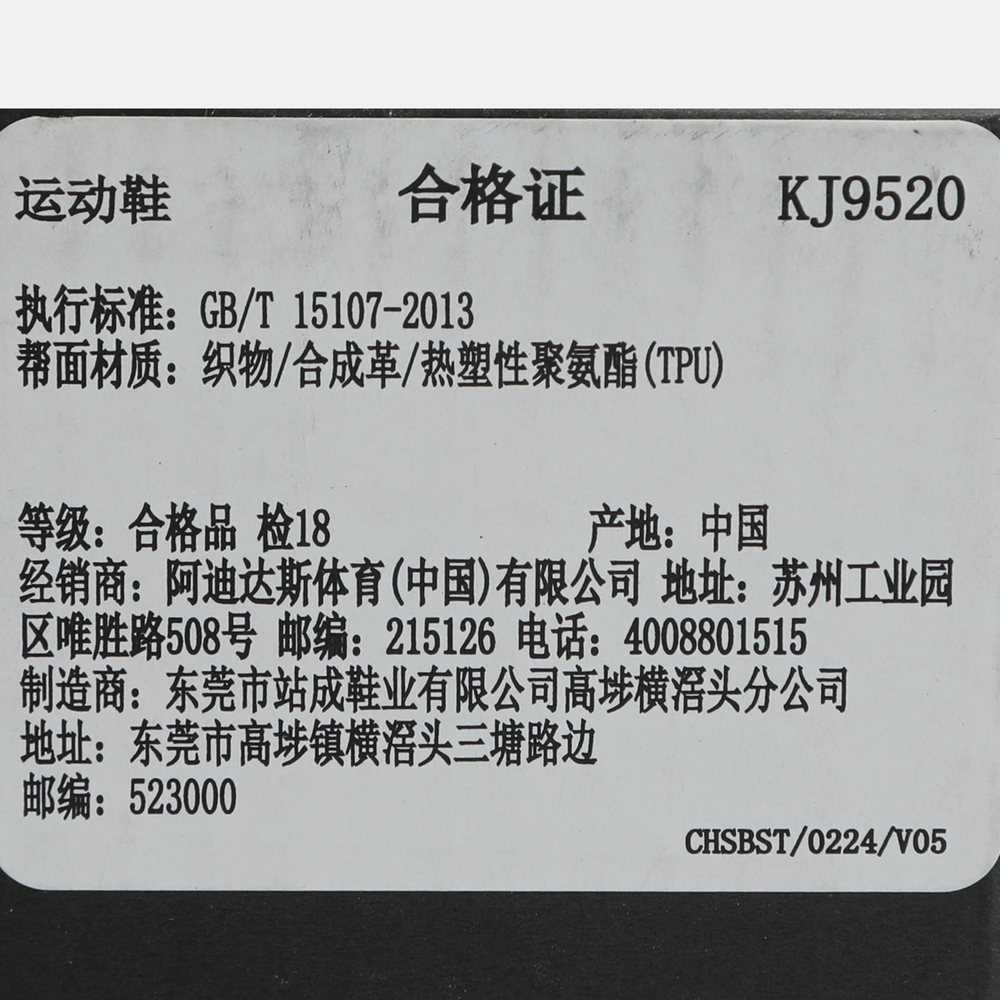 运动鞋 合格证 KJ9520
执行标准：GB/T 15107-2013
帮面材质：织物/合成革/热塑性聚氨酯(TPU)
等级：合格品 检18 产地：中国
经销商：阿迪达斯体育(中国)有限公司 地址：苏州工业园
区唯胜路508号 邮编：215126 电话：4008801515
制造商：东莞市站成鞋业有限公司高埗横滘头分公司
地址：东莞市高埗镇横滘头三塘路边
邮编：523000
CHSBST/0224/V05